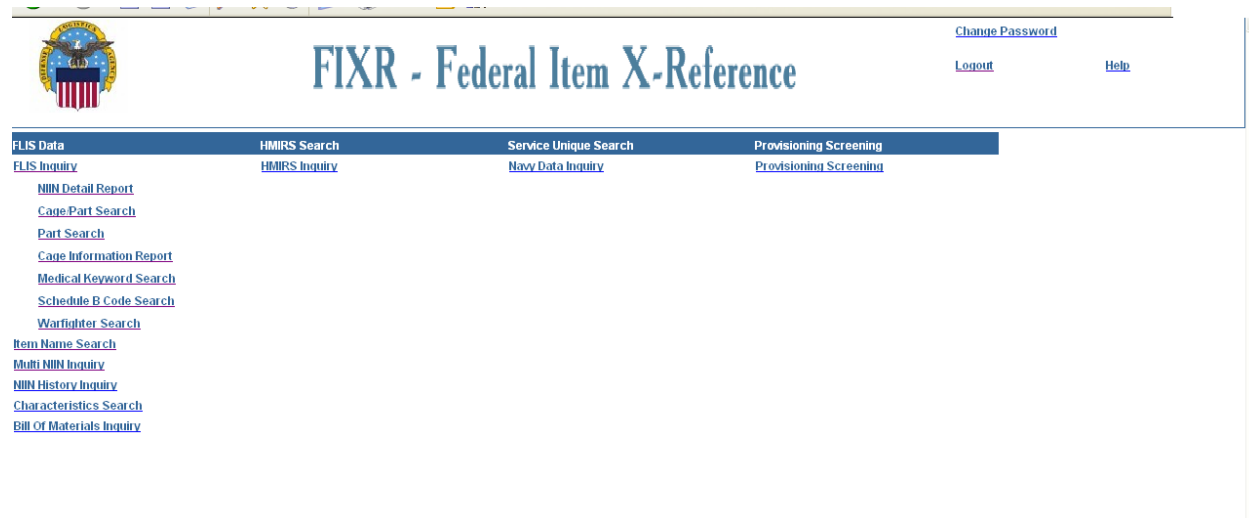 Change Password
FIXR - Federal Item X-Reference
Logout Help
FLIS Data HMIRS Search Service Unique Search Provisioning Screening
FLIS Inquiry HMIRS Inquiry Navy Data Inquiry Provisioning Screening
NIIN Detail Report
Cage/Part Search
Part Search
Cage Information Report
Medical Keyword Search
Schedule B Code Search
Warfighter Search
Item Name Search
Multi NIIN Inquiry
NIIN History Inquiry
Characteristics Search
Bill Of Materials Inquiry